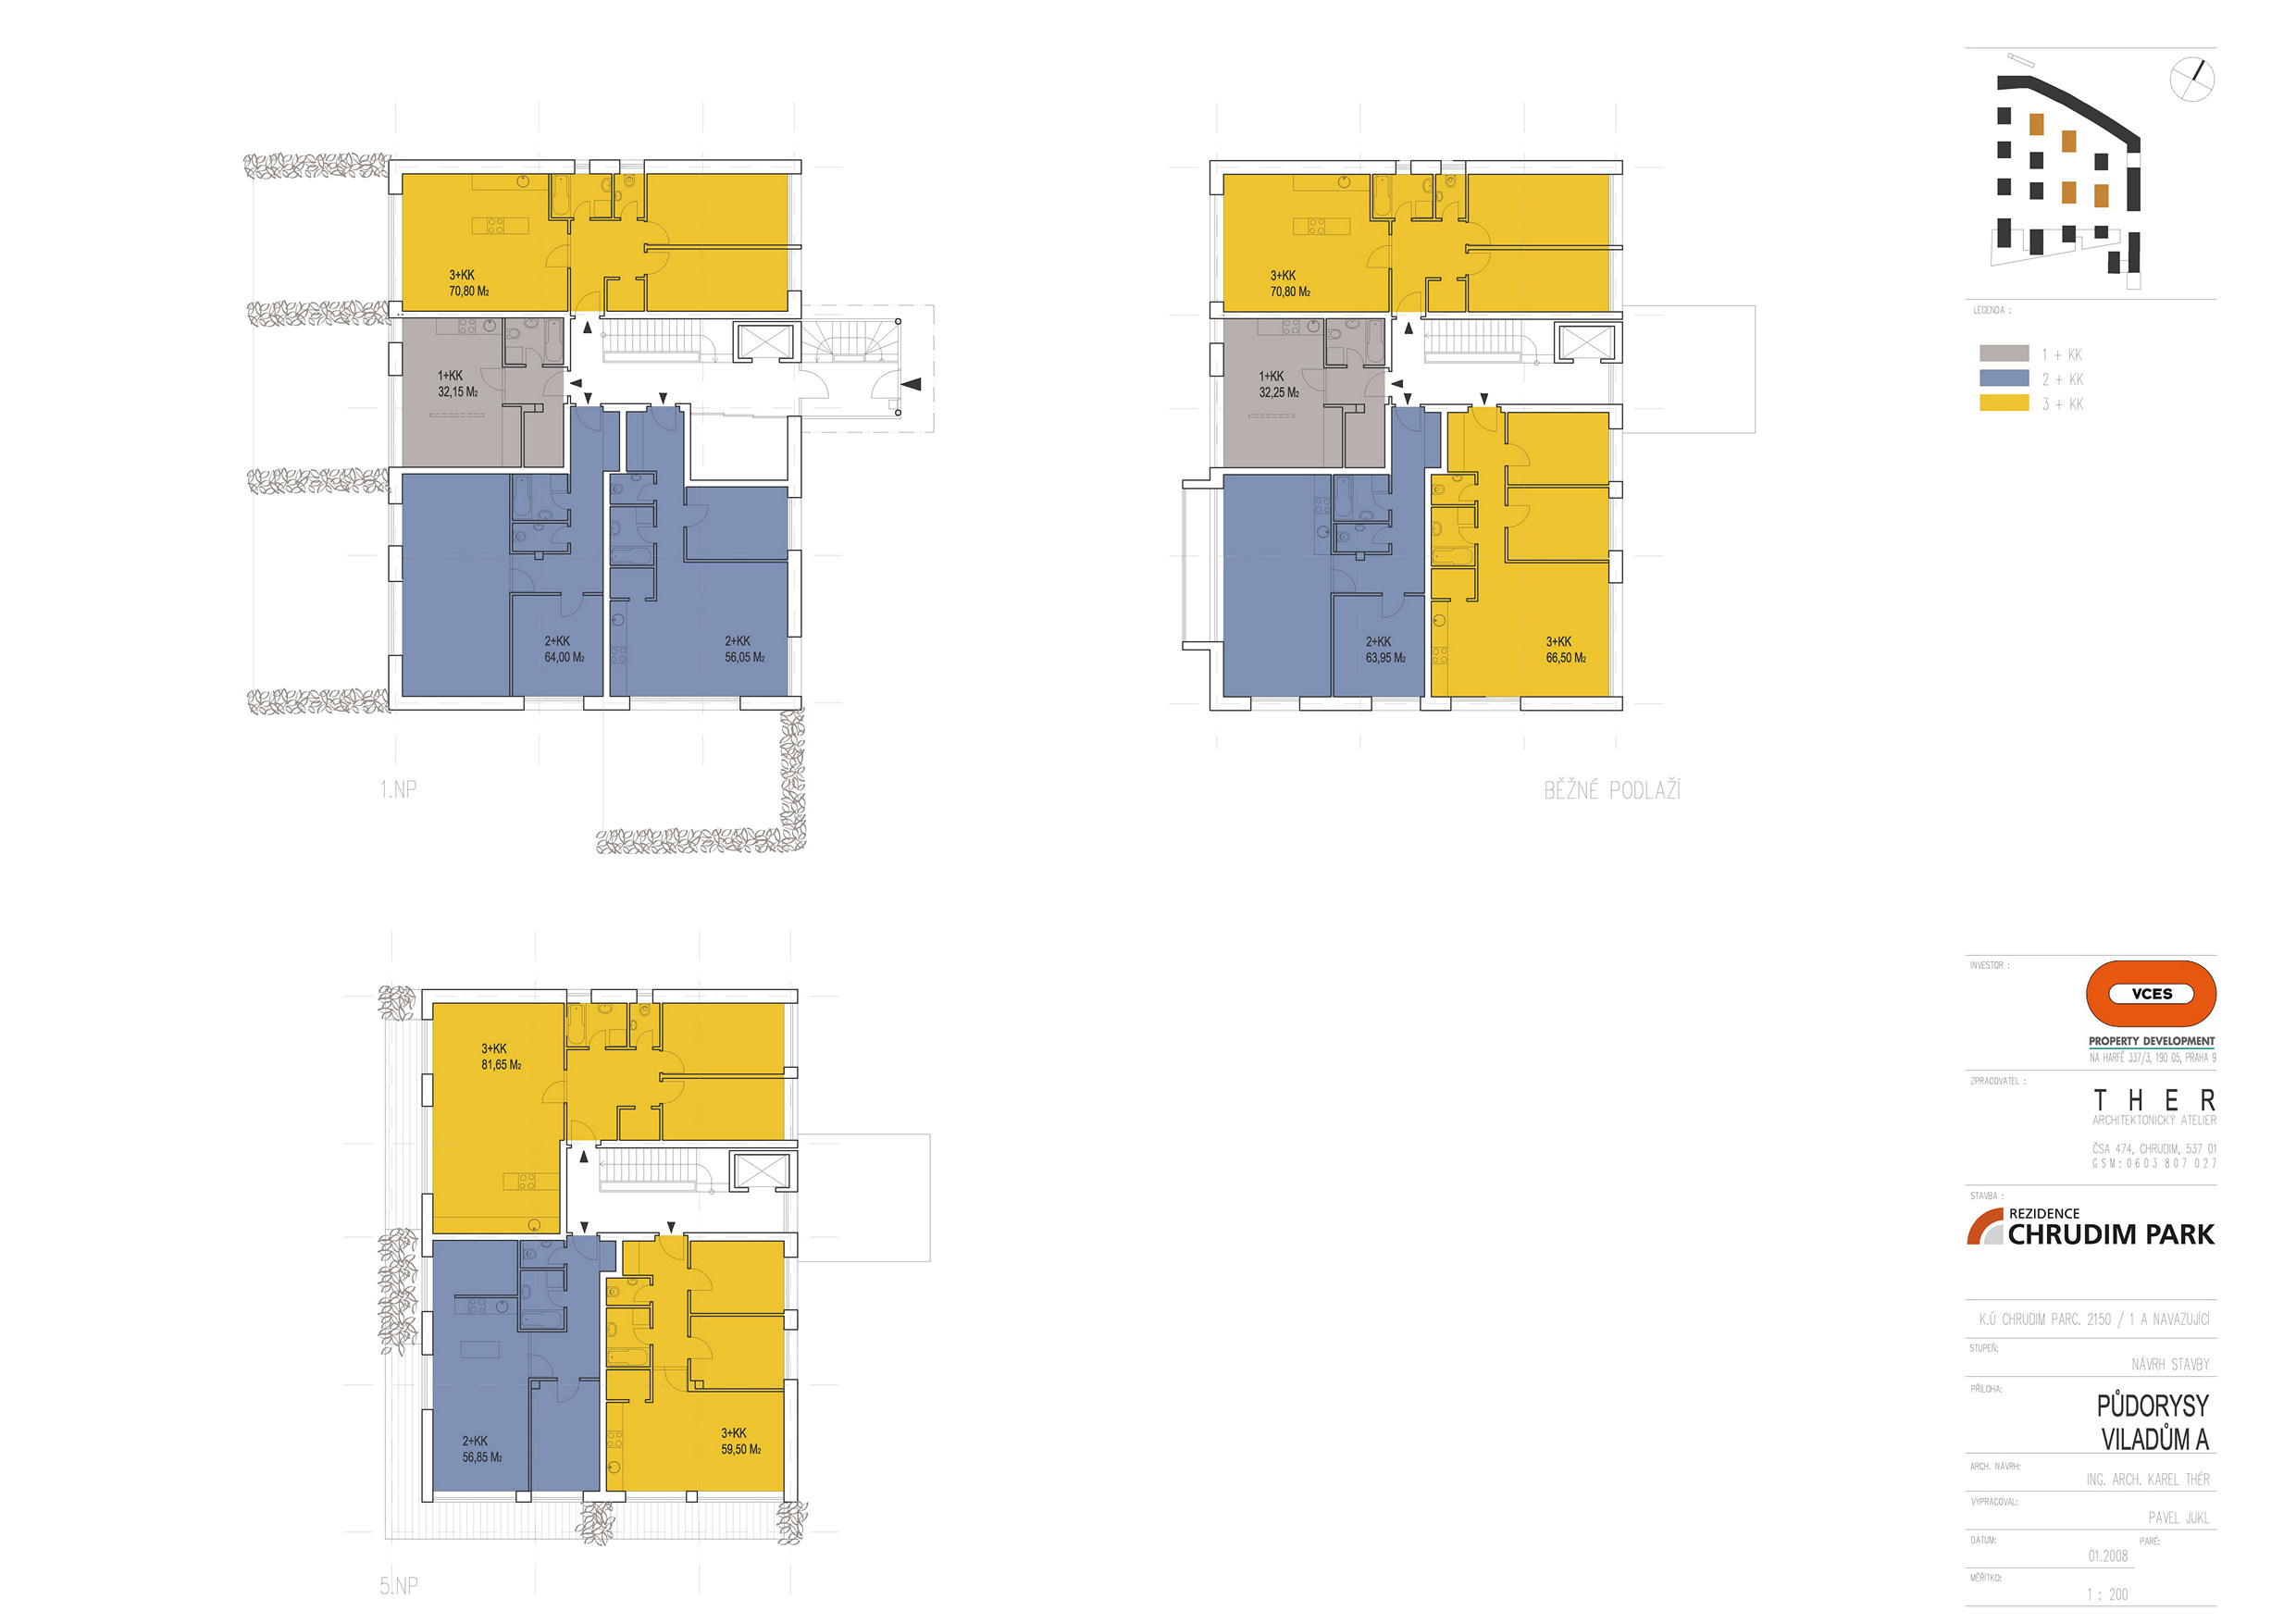 3+KK
70,80 M2
1+KK
32,15 M2
2+KK
64,00 M2
2+KK
56,05 M2
1.NP
3+KK
70,80 M2
1+KK
32,25 M2
2+KK
63,95 M2
3+KK
66,50 M2
BĚŽNÉ PODLAŽÍ
3+KK
81,65 M2
2+KK
56,85 M2
3+KK
59,50 M2
5.NP
LEGENDA :
1 + KK
2 + KK
3 + KK
INVESTOR :
VCES
PROPERTY DEVELOPMENT
NA HARFĚ 337/3, 190 05, PRAHA 9
ZPRACOVATEL :
THER
ARCHITEKTONICKÝ ATELIER
ČSA 474, CHRUDIM, 537 01
GSM:0603 807 027
STAVBA :
REZIDENCE
CHRUDIM PARK
K.Ú CHRUDIM PARC. 2150 / 1 A NAVAZUJÍCÍ
STUPEŇ:
NÁVRH STAVBY
PŘÍLOHA:
PŮDORYSY
VILADŮM A
ARCH. NÁVRH:
ING. ARCH. KAREL THÉR
VYPRACOVAL:
PAVEL JUKL
DATUM:
PARÉ:
01.2008
MĚŘÍTKO:
1 : 200